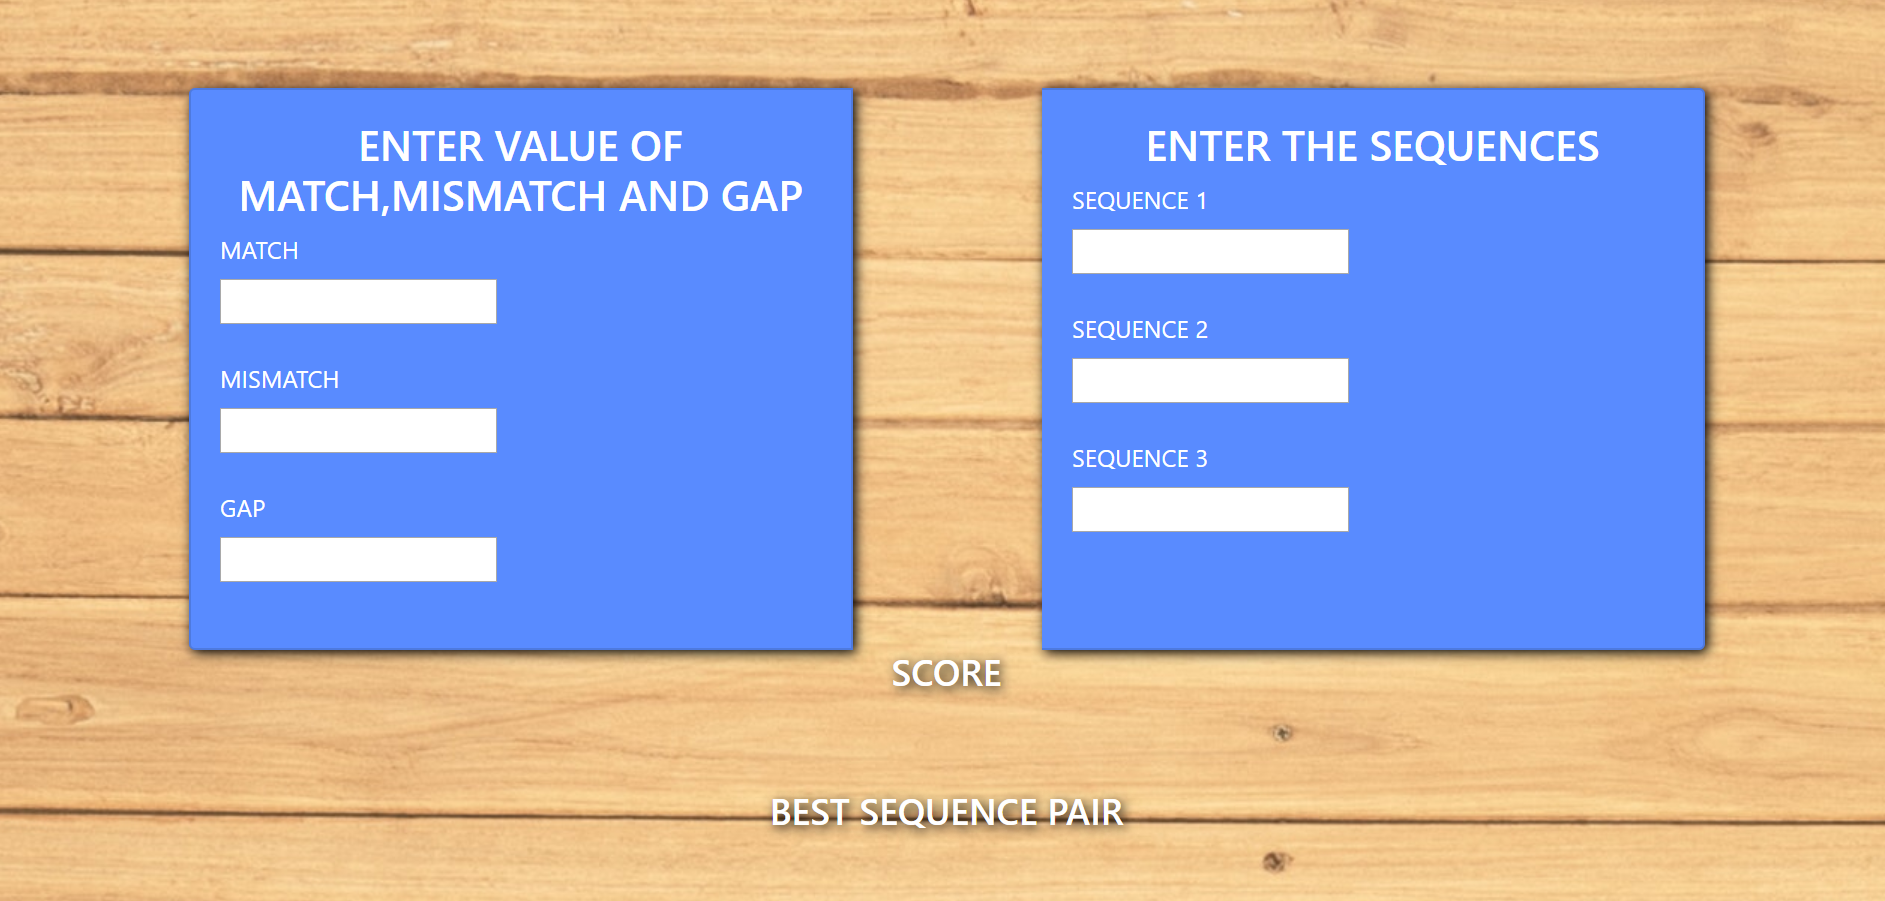 ENTER VALUE OF
MATCH,MISMATCH AND GAP
MATCH
MISMATCH
GAP
ENTER THE SEQUENCES
SEQUENCE 1
SEQUENCE 2
SEQUENCE 3
SCORE
BEST SEQUENCE PAIR